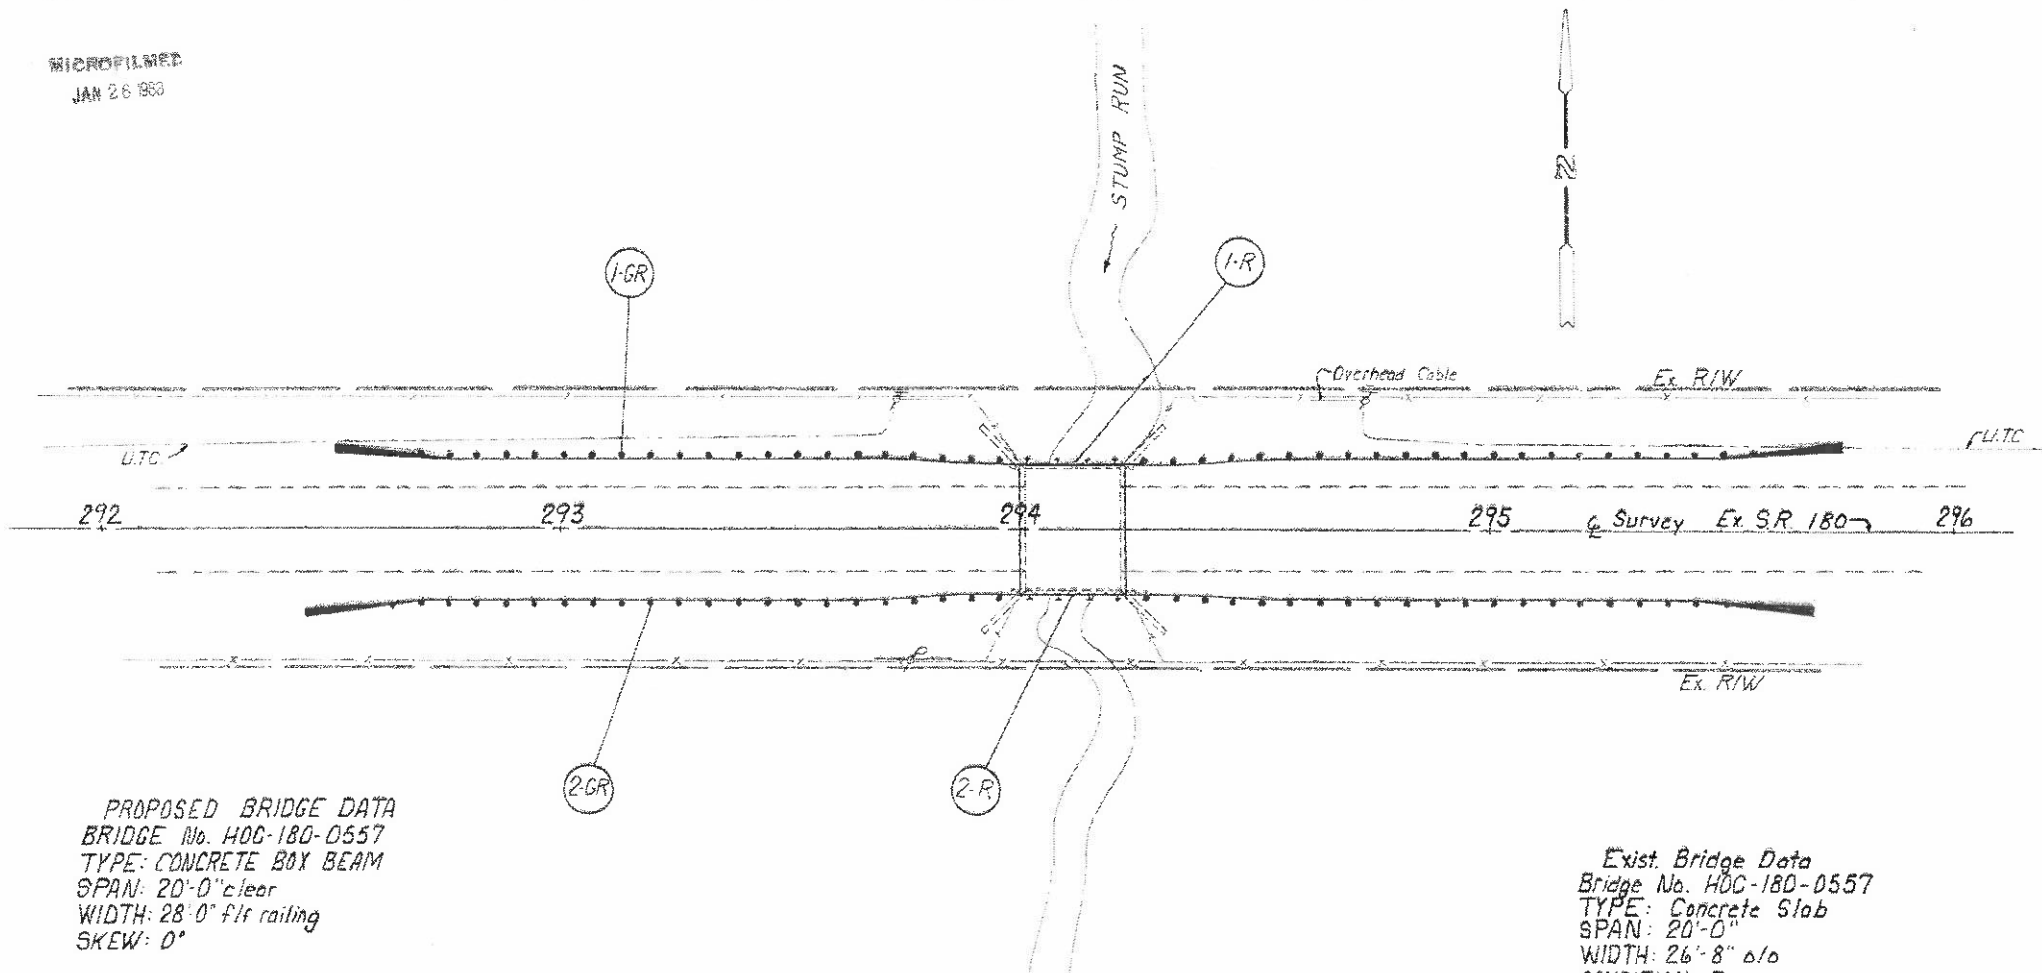 MICROFILMED
JAN 26 1983
STUMP RUN
N
1-GR
1-R
Overhead Cable
Ex. R/W
U.T.C.
U.T.C.
292
293
294
295
℄ Survey Ex. S.R. 180
296
Ex. R/W
2-GR
2-R
PROPOSED BRIDGE DATA
BRIDGE No. HOC-180-0557
TYPE: CONCRETE BOX BEAM
SPAN: 20'-0" clear
WIDTH: 28'-0" f/f railing
SKEW: 0°
Exist. Bridge Data
Bridge No. HOC-180-0557
TYPE: Concrete Slab
SPAN: 20'-0"
WIDTH: 26'-8" o/o